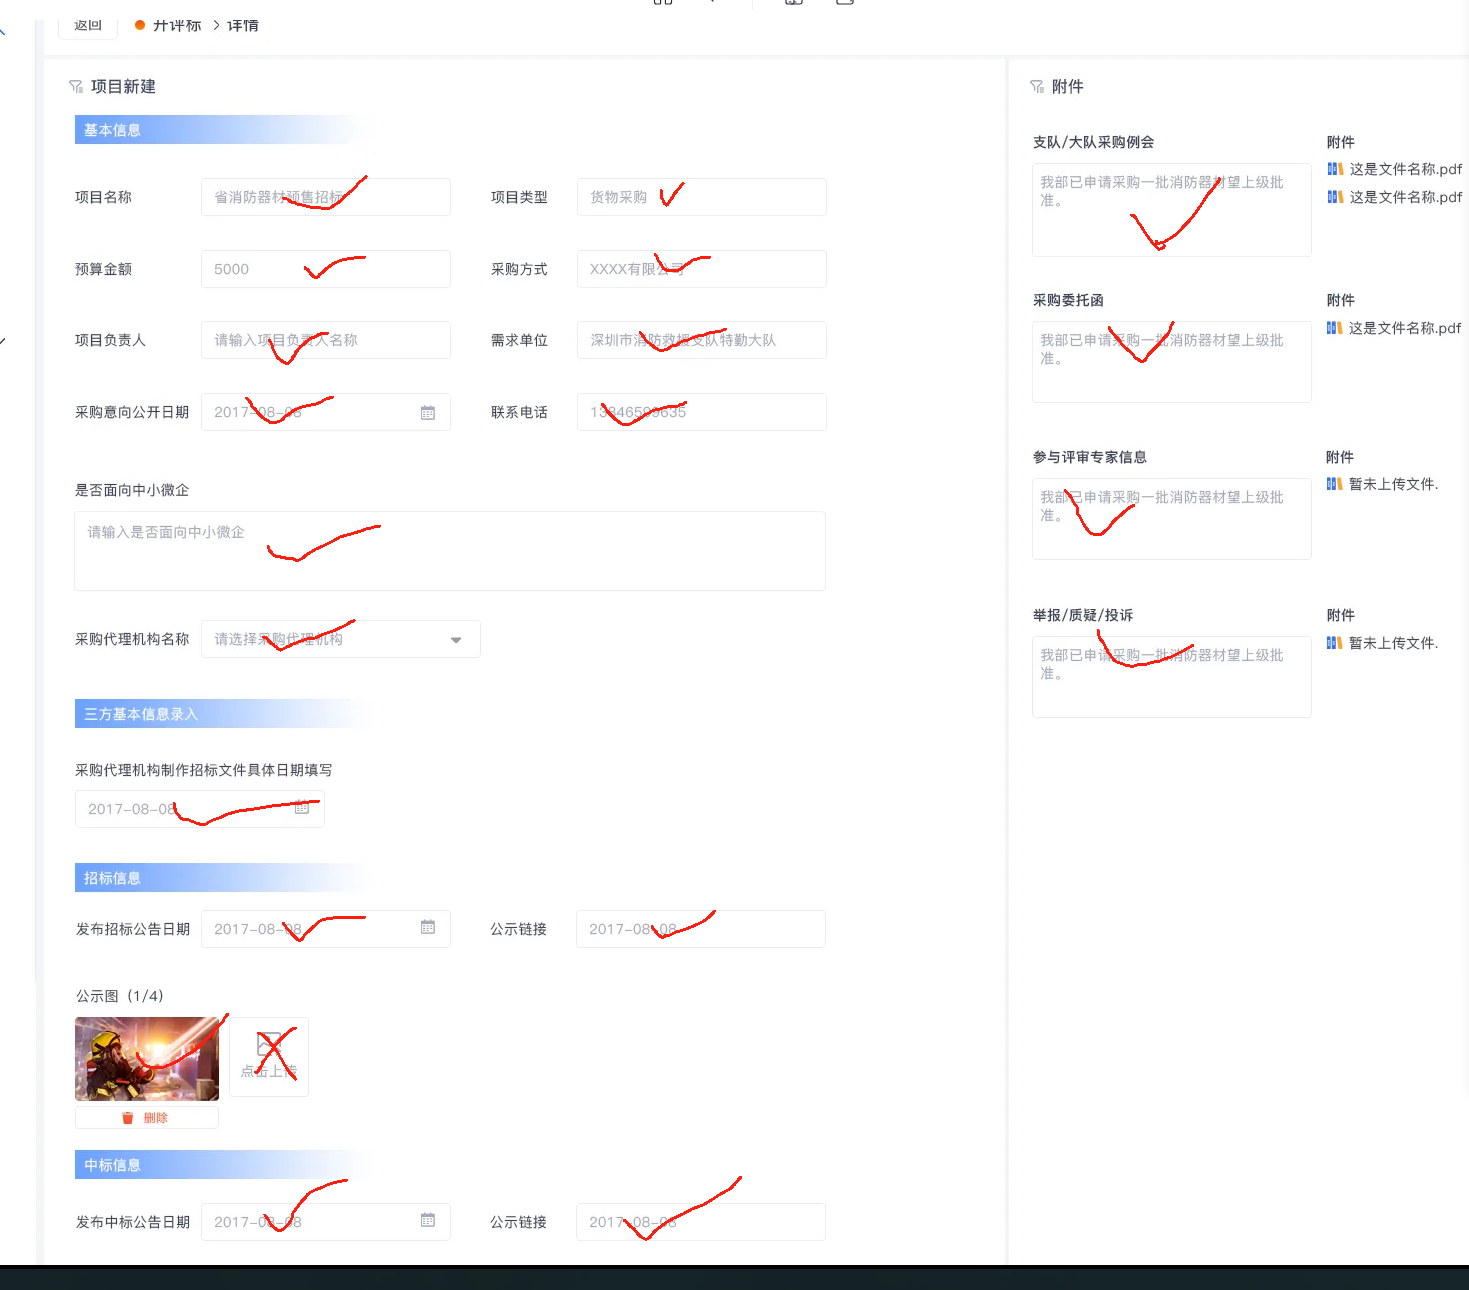 返回
开评标 > 详情
项目新建
基本信息
项目名称
省消防器材预售招标
项目类型
货物采购
预算金额
5000
采购方式
XXXX有限公司
项目负责人
请输入项目负责人名称
需求单位
深圳市消防救援支队特勤大队
采购意向公开日期
2017-08-08
联系电话
13846599635
是否面向中小微企
请输入是否面向中小微企
采购代理机构名称
请选择采购代理机构
三方基本信息录入
采购代理机构制作招标文件具体日期填写
2017-08-08
招标信息
发布招标公告日期
2017-08-08
公示链接
2017-08-08
公示图（1/4）
点击上传
删除
中标信息
发布中标公告日期
2017-08-08
公示链接
2017-08-08
附件
支队/大队采购例会
附件
我部已申请采购一批消防器材望上级批
准。
这是文件名称.pdf
这是文件名称.pdf
采购委托函
附件
我部已申请采购一批消防器材望上级批
准。
这是文件名称.pdf
参与评审专家信息
附件
我部已申请采购一批消防器材望上级批
准。
暂未上传文件.
举报/质疑/投诉
附件
我部已申请采购一批消防器材望上级批
准。
暂未上传文件.